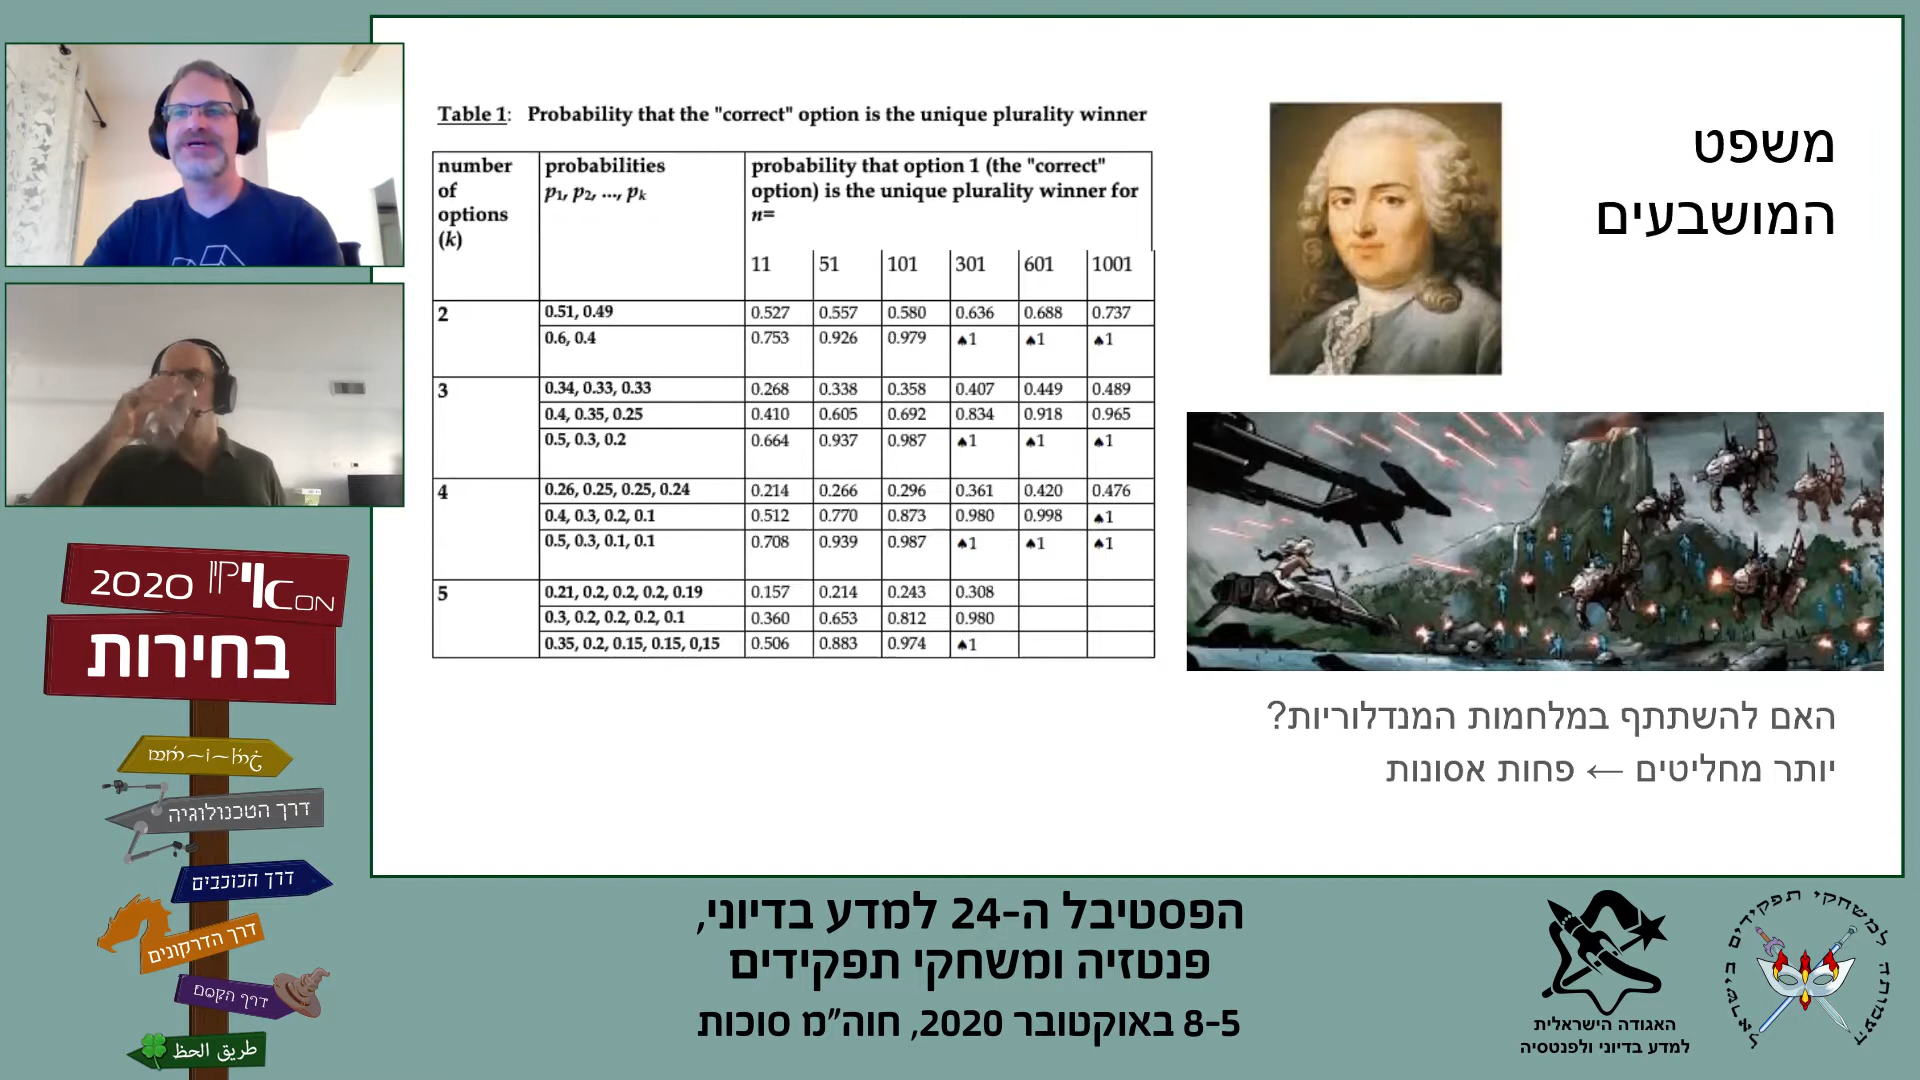 Table 1: Probability that the "correct" option is the unique plurality winner
number of options (k) probabilities p1, p2, ..., pk probability that option 1 (the "correct" option) is the unique plurality winner for n=
11 51 101 301 601 1001
2 0.51, 0.49 0.527 0.557 0.580 0.636 0.688 0.737
0.6, 0.4 0.753 0.926 0.979 ♠1 ♠1 ♠1
3 0.34, 0.33, 0.33 0.268 0.338 0.358 0.407 0.449 0.489
0.4, 0.35, 0.25 0.410 0.605 0.692 0.834 0.918 0.965
0.5, 0.3, 0.2 0.664 0.937 0.987 ♠1 ♠1 ♠1
4 0.26, 0.25, 0.25, 0.24 0.214 0.266 0.296 0.361 0.420 0.476
0.4, 0.3, 0.2, 0.1 0.512 0.770 0.873 0.980 0.998 ♠1
0.5, 0.3, 0.1, 0.1 0.708 0.939 0.987 ♠1 ♠1 ♠1
5 0.21, 0.2, 0.2, 0.2, 0.19 0.157 0.214 0.243 0.308
0.3, 0.2, 0.2, 0.2, 0.1 0.360 0.653 0.812 0.980
0.35, 0.2, 0.15, 0.15, 0,15 0.506 0.883 0.974 ♠1
משפט
המושבעים
האם להשתתף במלחמות המנדלוריות?
יותר מחליטים ← פחות אסונות
2020 אייקון CON
בחירות
דרך הטכנולוגיה
דרך הכוכבים
דרך הדרקונים
דרך הקסם
طريق الحظ
הפסטיבל ה-24 למדע בדיוני,
פנטזיה ומשחקי תפקידים
5-8 באוקטובר 2020, חוה"מ סוכות
האגודה הישראלית
למדע בדיוני ולפנטסיה
העמותה למשחקי תפקידים בישראל